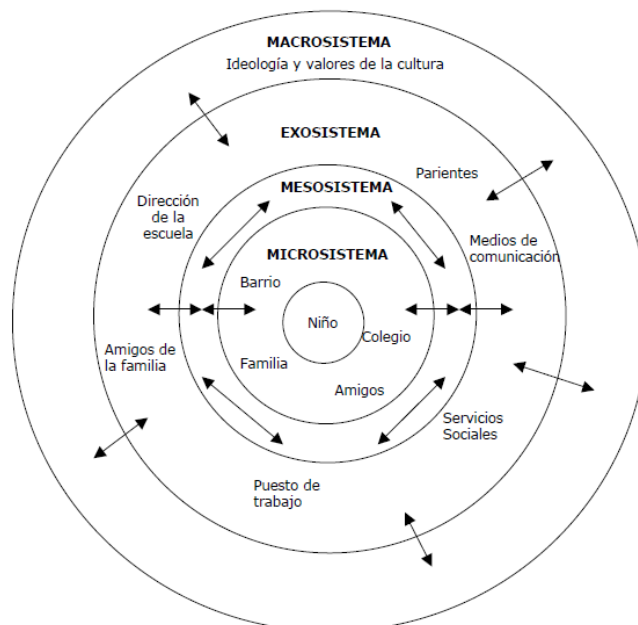 MACROSISTEMA
Ideología y valores de la cultura
EXOSISTEMA
Parientes
MESOSISTEMA
Dirección
de la
escuela
Medios de
comunicación
MICROSISTEMA
Barrio
Niño
Colegio
Amigos de
la familia
Familia
Amigos
Servicios
Sociales
Puesto de
trabajo